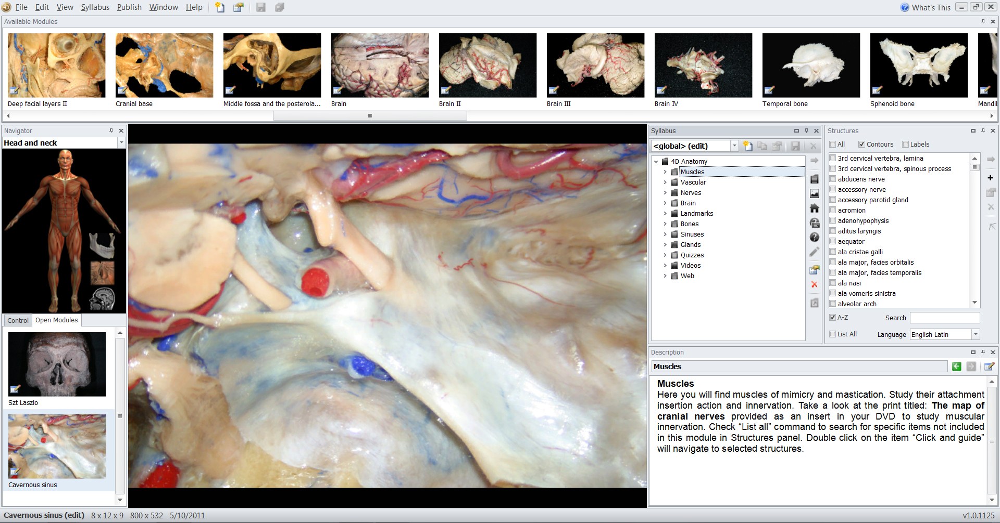 File Edit View Syllabus Publish Window Help What's This
Available Modules
Deep facial layers II
Cranial base
Middle fossa and the posterola...
Brain
Brain II
Brain III
Brain IV
Temporal bone
Sphenoid bone
Mandil
Navigator
Head and neck
Control Open Modules
Szt Laszlo
Cavernous sinus
Syllabus
<global> (edit)
4D Anatomy
Muscles
Vascular
Nerves
Brain
Landmarks
Bones
Sinuses
Glands
Quizzes
Videos
Web
Structures
All Contours Labels
3rd cervical vertebra, lamina
3rd cervical vertebra, spinous process
abducens nerve
accessory nerve
accessory parotid gland
acromion
adenohypophysis
aditus laryngis
aequator
ala cristae galli
ala major, facies orbitalis
ala major, facies temporalis
ala nasi
ala vomeris sinistra
alveolar arch
A-Z Search
List All Language English Latin
Description
Muscles
Muscles
Here you will find muscles of mimicry and mastication. Study their attachment
insertion action and innervation. Take a look at the print titled: The map of
cranial nerves provided as an insert in your DVD to study muscular
innervation. Check “List all” command to search for specific items not included
in this module in Structures panel. Double click on the item “Click and guide”
will navigate to selected structures.
Cavernous sinus (edit) 8 x 12 x 9 800 x 532 5/10/2011 v1.0.1125